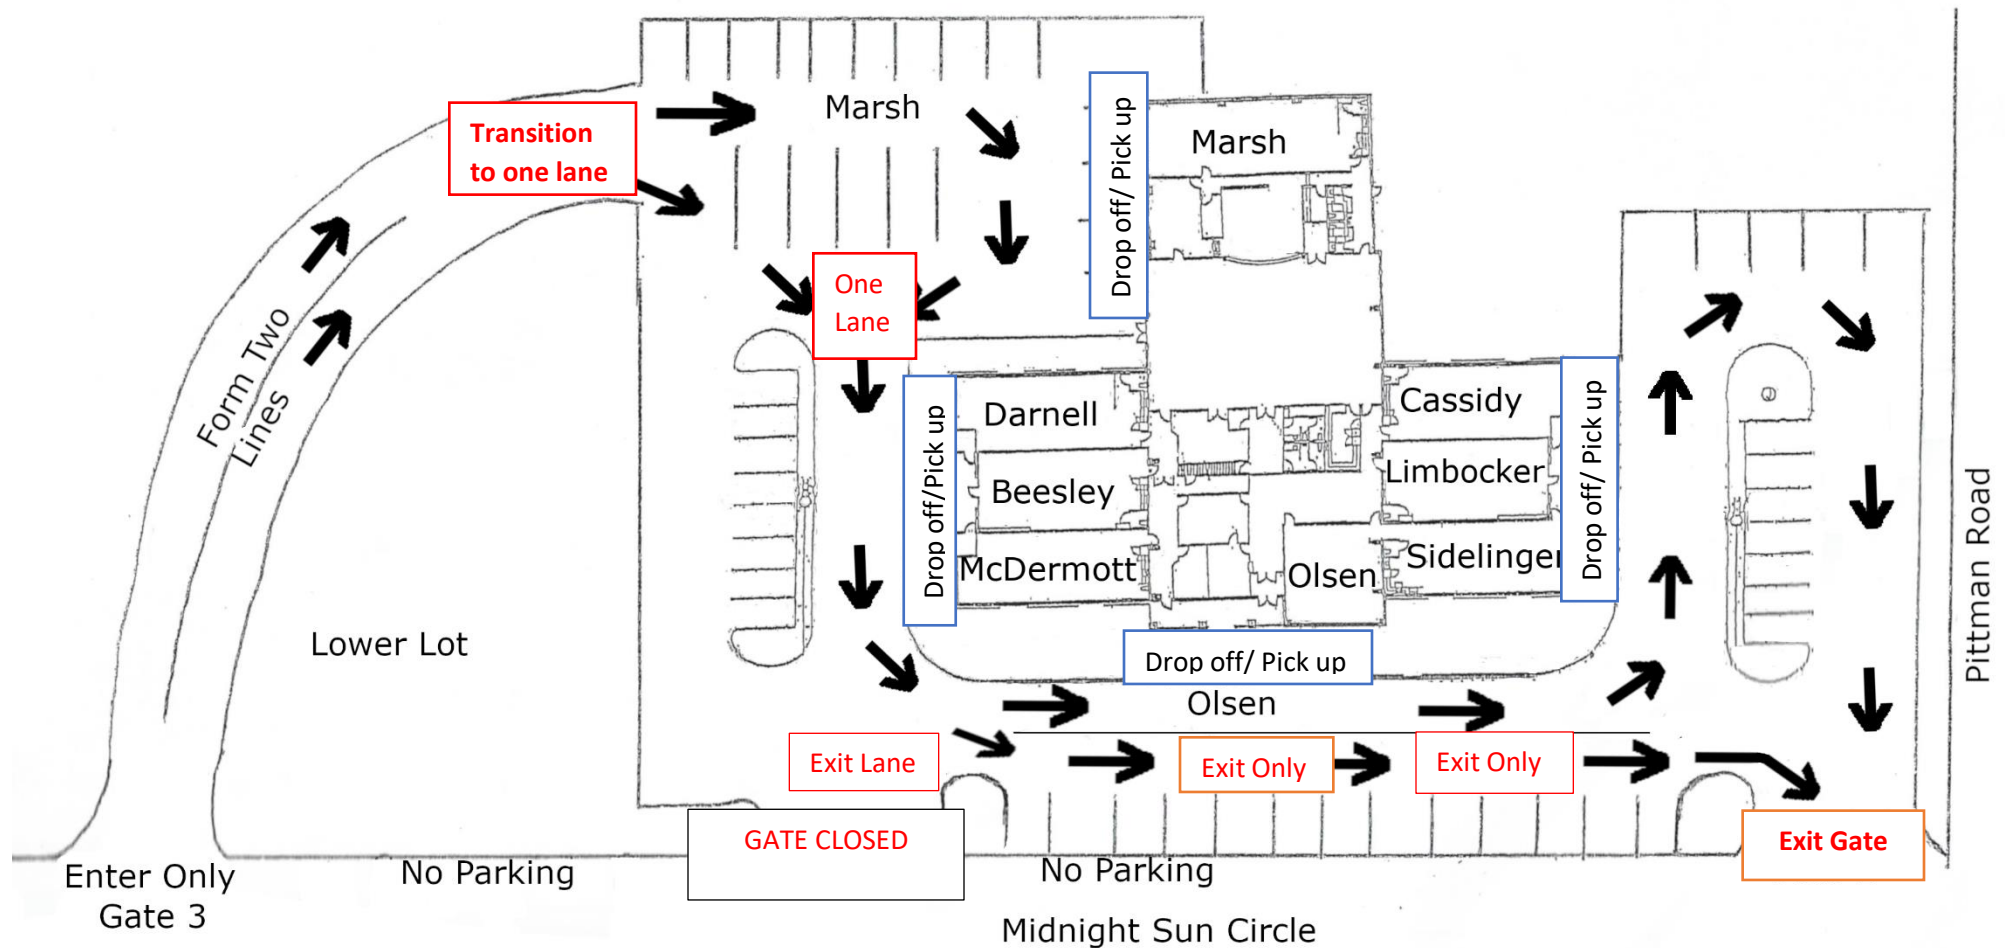 Marsh
Transition
to one lane
Drop off/ Pick up
Marsh
One
Lane
Form Two
Lines
Drop off/Pick up
Darnell
Beesley
McDermott
Cassidy
Limbocker
Sidelinger
Olsen
Drop off/ Pick up
Pittman Road
Lower Lot
Drop off/ Pick up
Olsen
Exit Lane
Exit Only
Exit Only
GATE CLOSED
Exit Gate
Enter Only
Gate 3
No Parking
No Parking
Midnight Sun Circle